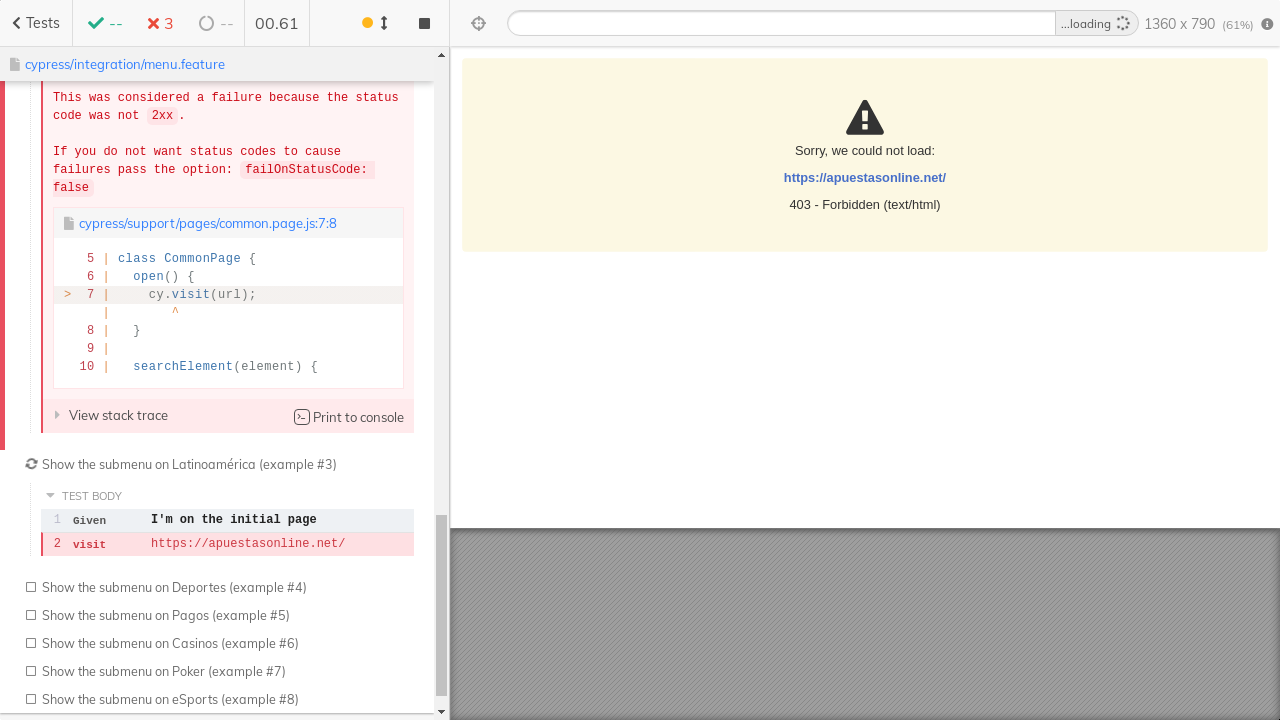 Tests
--
3
--
00.61
...loading
1360 x 790 (61%)
cypress/integration/menu.feature
This was considered a failure because the status
code was not 2xx.
If you do not want status codes to cause
failures pass the option: failOnStatusCode:
false
cypress/support/pages/common.page.js:7:8
5 | class CommonPage {
6 |   open() {
> 7 |     cy.visit(url);
|        ^
8 |   }
9 |
10 |   searchElement(element) {
View stack trace
Print to console
Show the submenu on Latinoamérica (example #3)
TEST BODY
1 Given I'm on the initial page
2 visit https://apuestasonline.net/
Show the submenu on Deportes (example #4)
Show the submenu on Pagos (example #5)
Show the submenu on Casinos (example #6)
Show the submenu on Poker (example #7)
Show the submenu on eSports (example #8)
Sorry, we could not load:
https://apuestasonline.net/
403 - Forbidden (text/html)